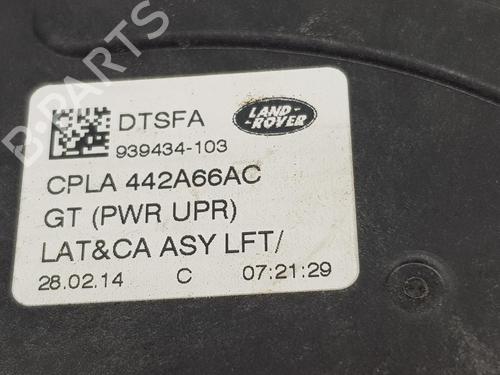 DTSFA
LAND-
ROVER
939434-103
CPLA 442A66AC
GT (PWR UPR)
LAT&CA ASY LFT/
28.02.14 C 07:21:29
B-PARTS